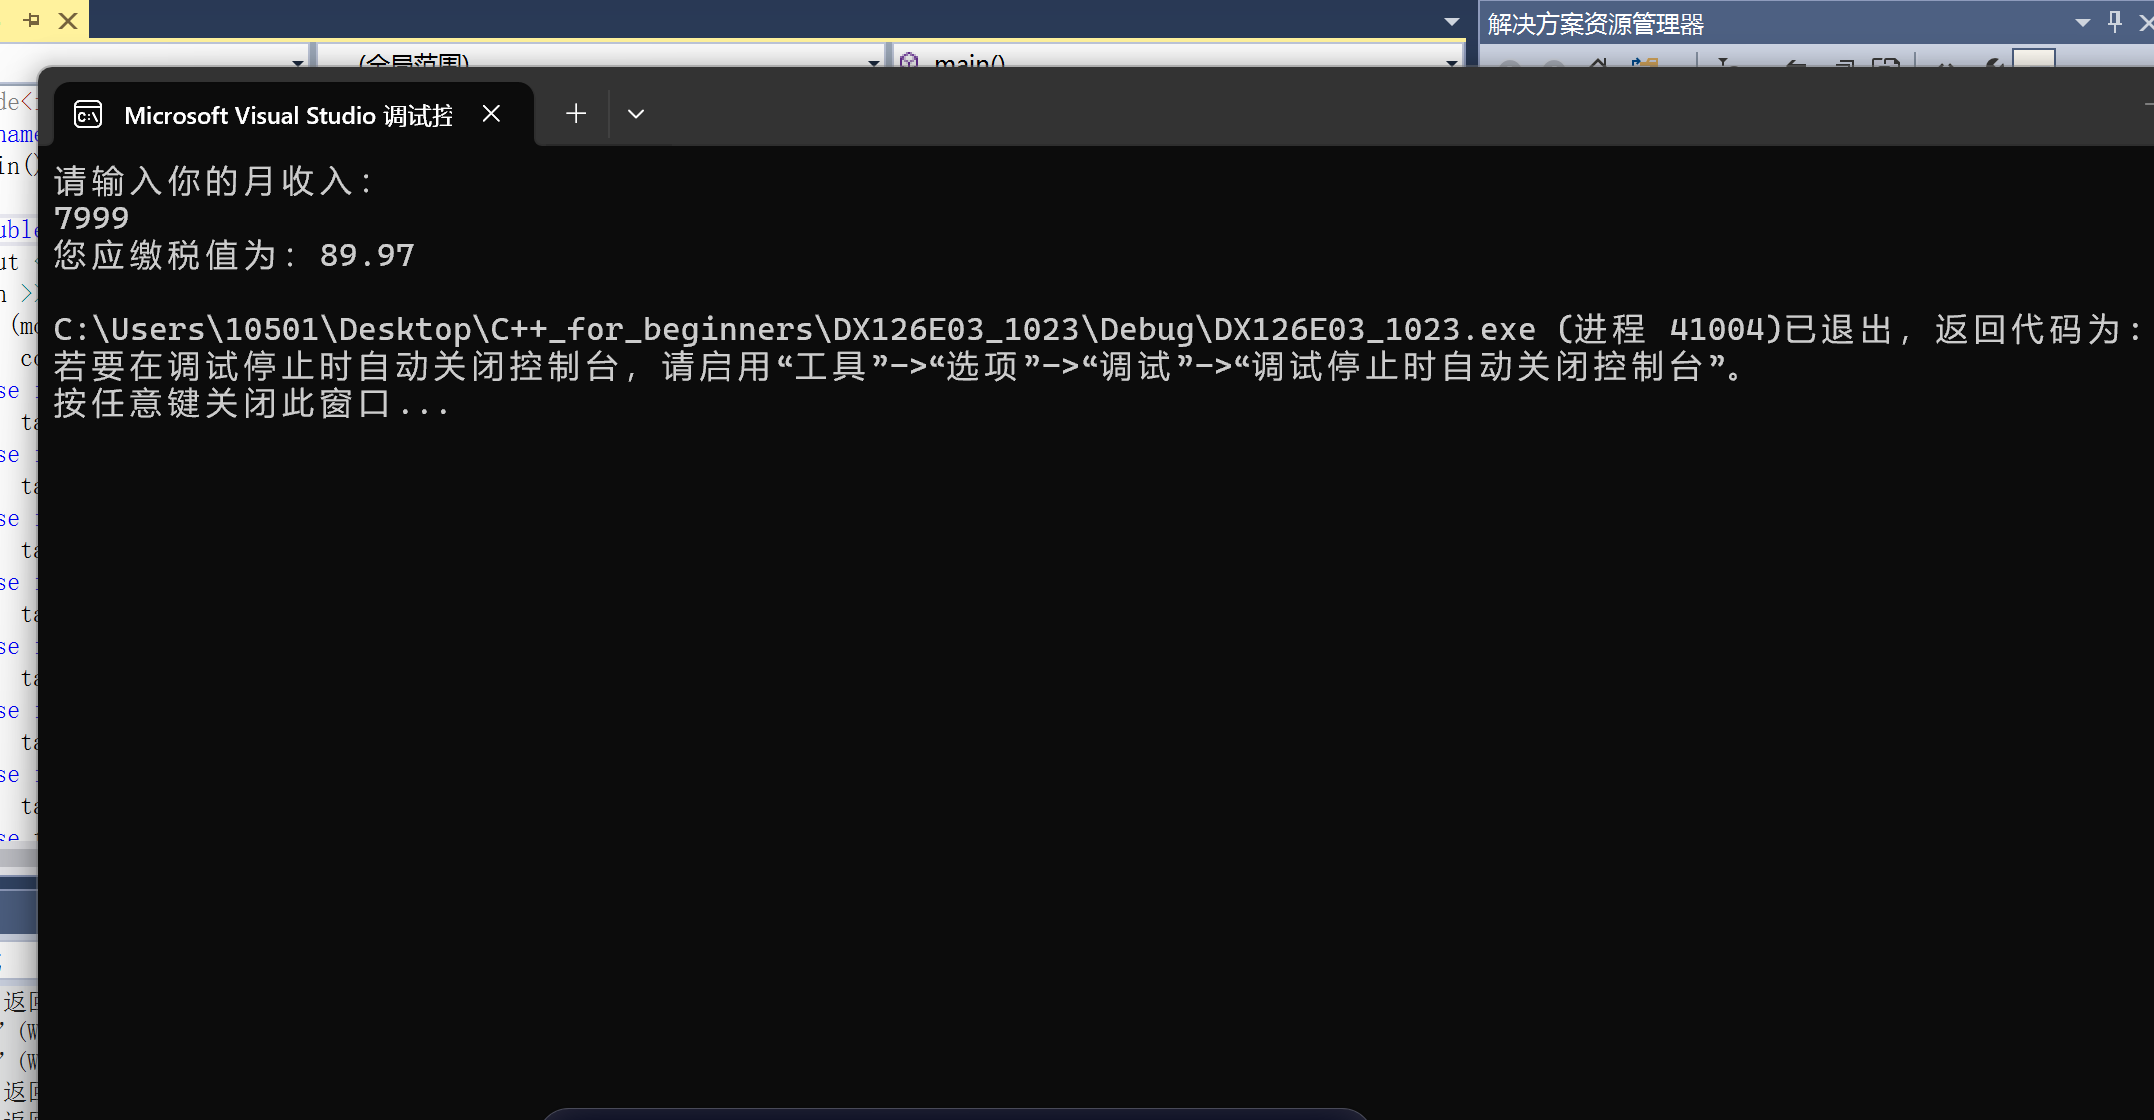 解决方案资源管理器
(全局范围)
main()
Microsoft Visual Studio 调试控
请输入你的月收入：
7999
您应缴税值为：89.97
C:\Users\10501\Desktop\C++_for_beginners\DX126E03_1023\Debug\DX126E03_1023.exe (进程 41004)已退出，返回代码为：
若要在调试停止时自动关闭控制台，请启用“工具”->“选项”->“调试”->“调试停止时自动关闭控制台”。
按任意键关闭此窗口...